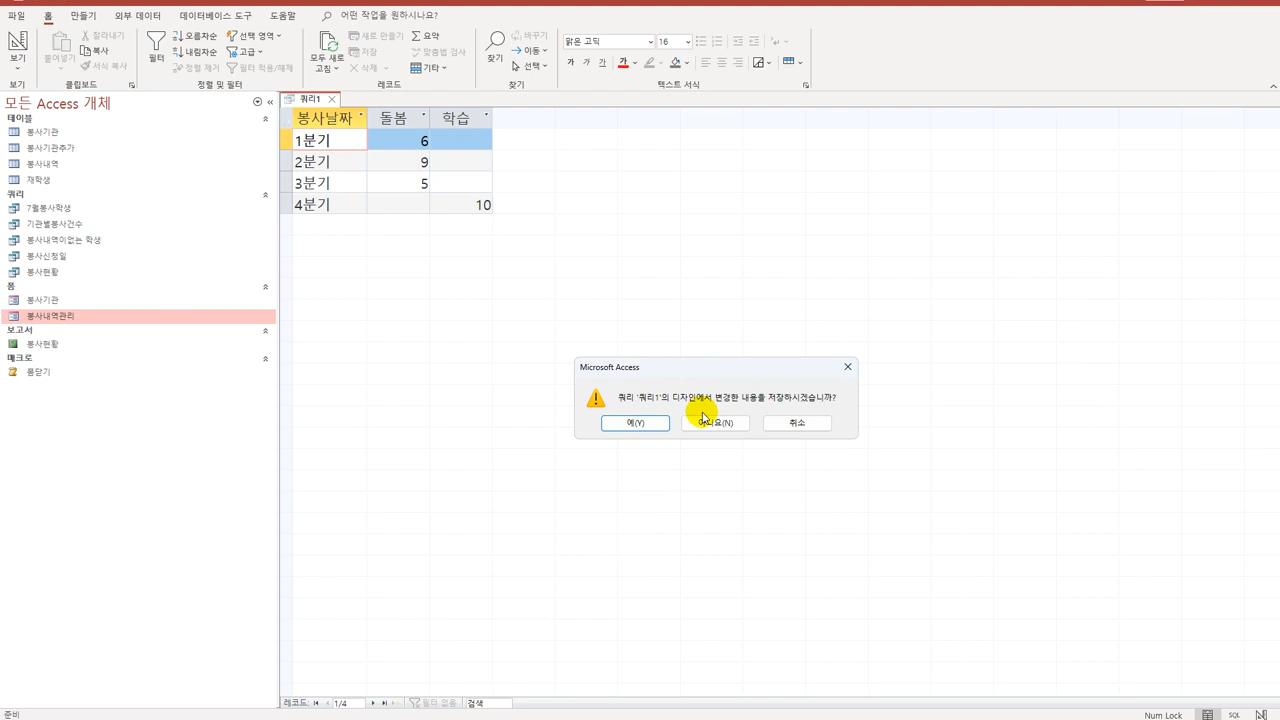 파일 홈 만들기 외부 데이터 데이터베이스 도구 도움말 어떤 작업을 원하시나요?
보기
보기
붙여넣기
잘라내기
복사
서식 복사
클립보드
필터
오름차순
내림차순
정렬 제거
선택 영역
고급
필터 적용/해제
정렬 및 필터
모두 새로
고침
새로 만들기
저장
삭제
요약
맞춤법 검사
기타
레코드
찾기
바꾸기
이동
선택
찾기
맑은 고딕 16
가 가 가 가
텍스트 서식
모든 Access 개체
테이블
봉사기관
봉사기관추가
봉사내역
재학생
쿼리
7월봉사학생
기관별봉사건수
봉사내역이없는 학생
봉사신청일
봉사현황
폼
봉사기관
봉사내역관리
보고서
봉사현황
매크로
폼닫기
쿼리1
봉사날짜 돌봄 학습
1분기 6
2분기 9
3분기 5
4분기 10
Microsoft Access
쿼리 '쿼리1'의 디자인에서 변경한 내용을 저장하시겠습니까?
예(Y) 아니요(N) 취소
레코드: 1/4 필터 없음 검색
준비 Num Lock SQL